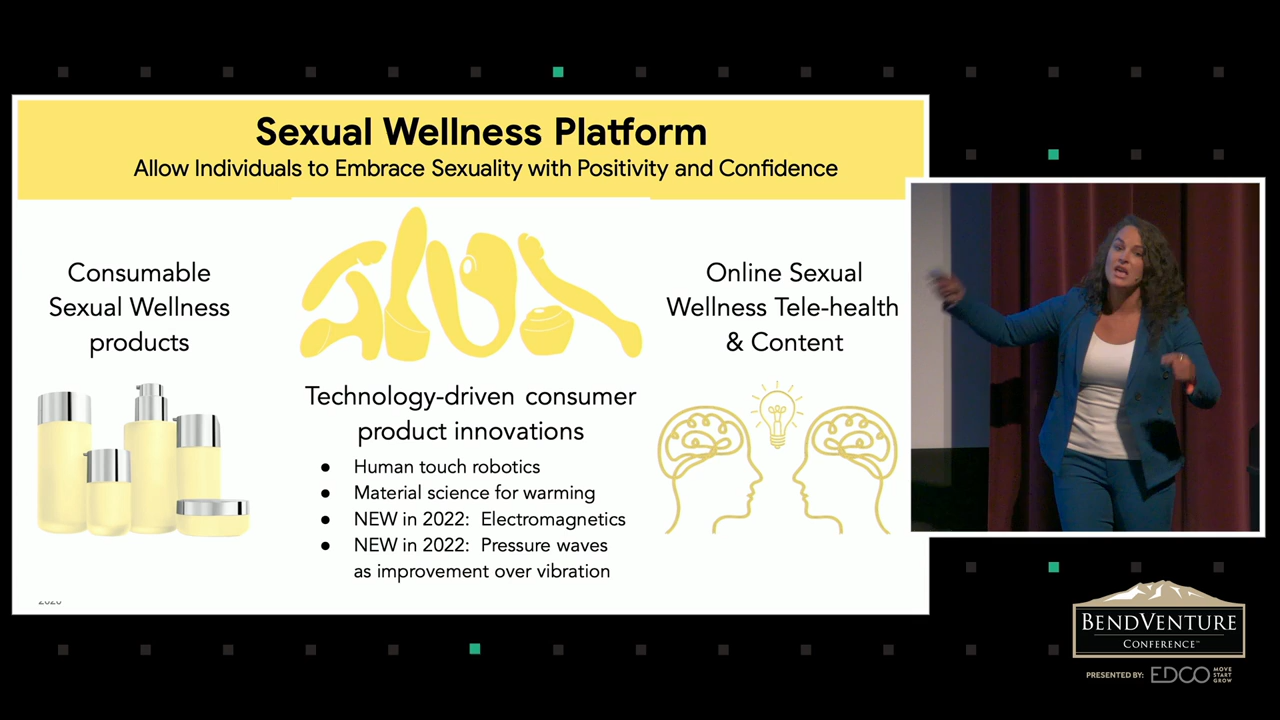 Sexual Wellness Platform
Allow Individuals to Embrace Sexuality with Positivity and Confidence
Consumable
Sexual Wellness
products
Technology-driven consumer
product innovations
● Human touch robotics
● Material science for warming
● NEW in 2022: Electromagnetics
● NEW in 2022: Pressure waves
as improvement over vibration
Online Sexual
Wellness Tele-health
& Content
BENDVENTURE
CONFERENCE™
PRESENTED BY: EDCO MOVE
START
GROW